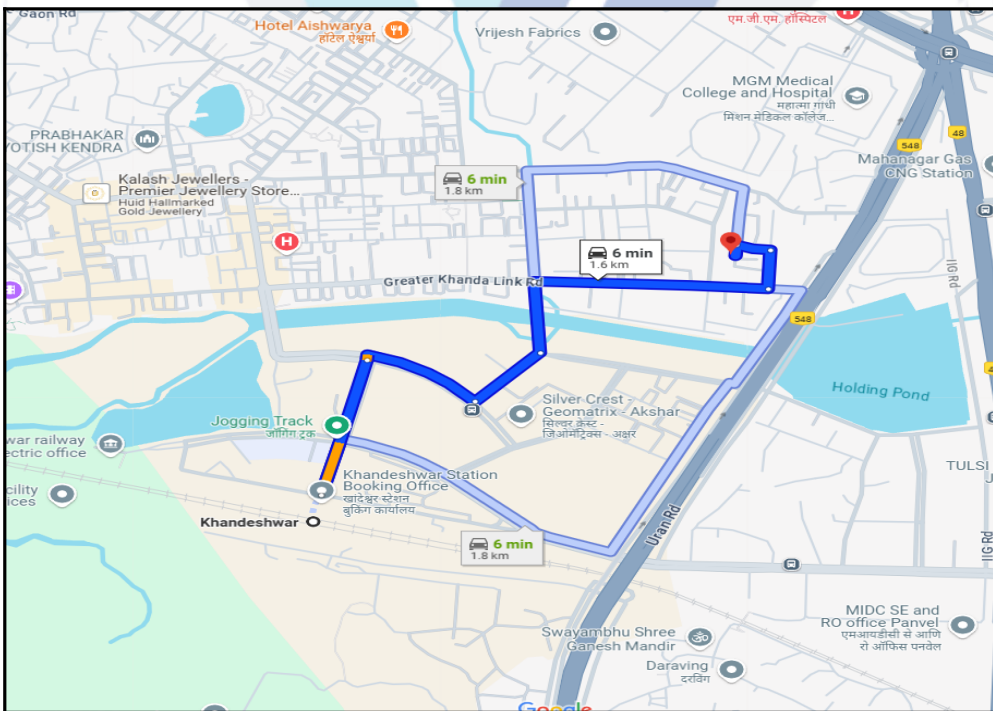 Gaon Rd
Hotel Aishwarya
हॉटेल ऐश्वर्या
Vrijesh Fabrics
एम.जी.एम. हॉस्पिटल
MGM Medical
College and Hospital
महात्मा गांधी
मिशन मेडिकल कॉलेज...
548
48
Mahanagar Gas
CNG Station
PRABHAKAR
YOTISH KENDRA
Kalash Jewellers -
Premier Jewellery Store...
Huid Hallmarked
Gold Jewellery
H
6 min
1.8 km
6 min
1.6 km
Greater Khanda Link Rd
IIG Rd
548
Holding Pond
Jogging Track
जॉगिंग ट्रॅक
Silver Crest -
Geomatrix - Akshar
सिल्वर क्रेस्ट -
जिओमॅट्रिक्स - अक्षर
war railway
ectric office
cility
ices
Khandeshwar Station
Booking Office
खांदेश्वर स्टेशन
बुकिंग कार्यालय
Khandeshwar
TULSI
Uran Rd
6 min
1.8 km
IIG Rd
MIDC SE and
RO office Panvel
एमआयडीसी से आणि
रो ऑफिस पनवेल
Swayambhu Shree
Ganesh Mandir
Daraving
दरविंग
Google